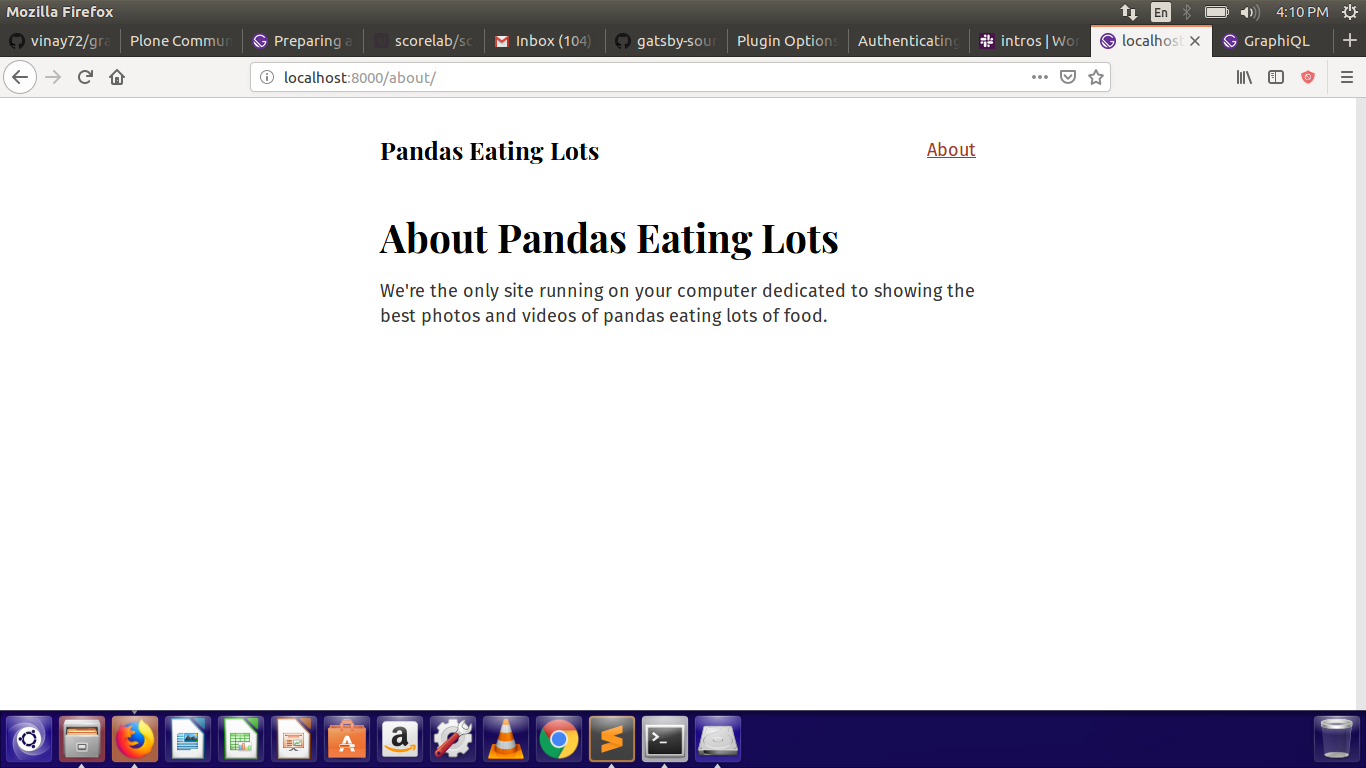 Mozilla Firefox
En
4:10 PM
vinay72/gra
Plone Commun
Preparing a
scorelab/sc
Inbox (104)
gatsby-sour
Plugin Options
Authenticating
intros | Wor
localhost
GraphiQL
localhost:8000/about/
Pandas Eating Lots
About
About Pandas Eating Lots
We're the only site running on your computer dedicated to showing the
best photos and videos of pandas eating lots of food.